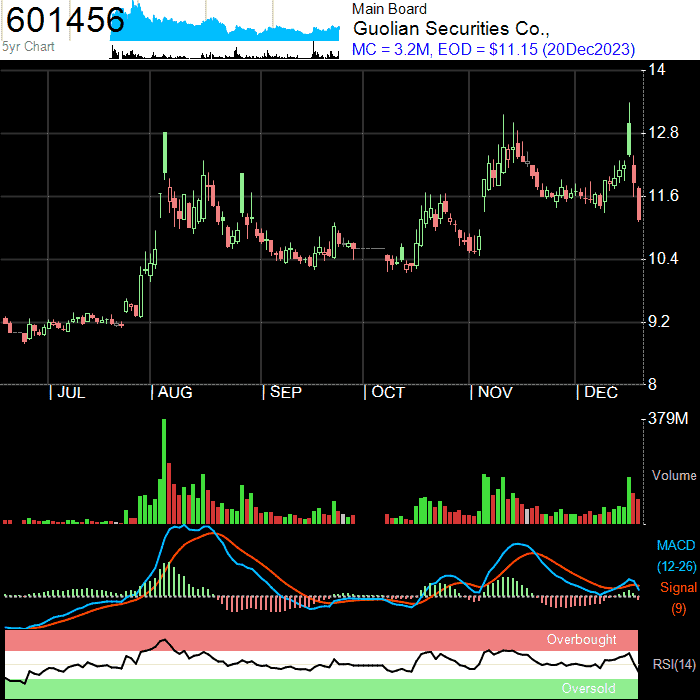 601456
5yr Chart
Main Board
Guolian Securities Co.,
MC = 3.2M, EOD = $11.15 (20Dec2023)
14
12.8
11.6
10.4
9.2
8
| JUL | AUG | SEP | OCT | NOV | DEC
379M
Volume
MACD
(12-26)
Signal
(9)
Overbought
RSI(14)
Oversold